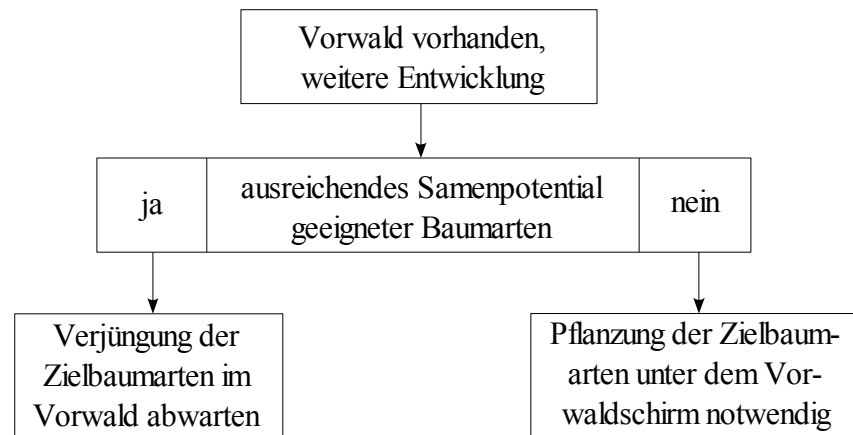 Vorwald vorhanden,
weitere Entwicklung
ja
ausreichendes Samenpotential
geeigneter Baumarten
nein
Verjüngung der
Zielbaumarten im
Vorwald abwarten
Pflanzung der Zielbaum-
arten unter dem Vor-
waldschirm notwendig